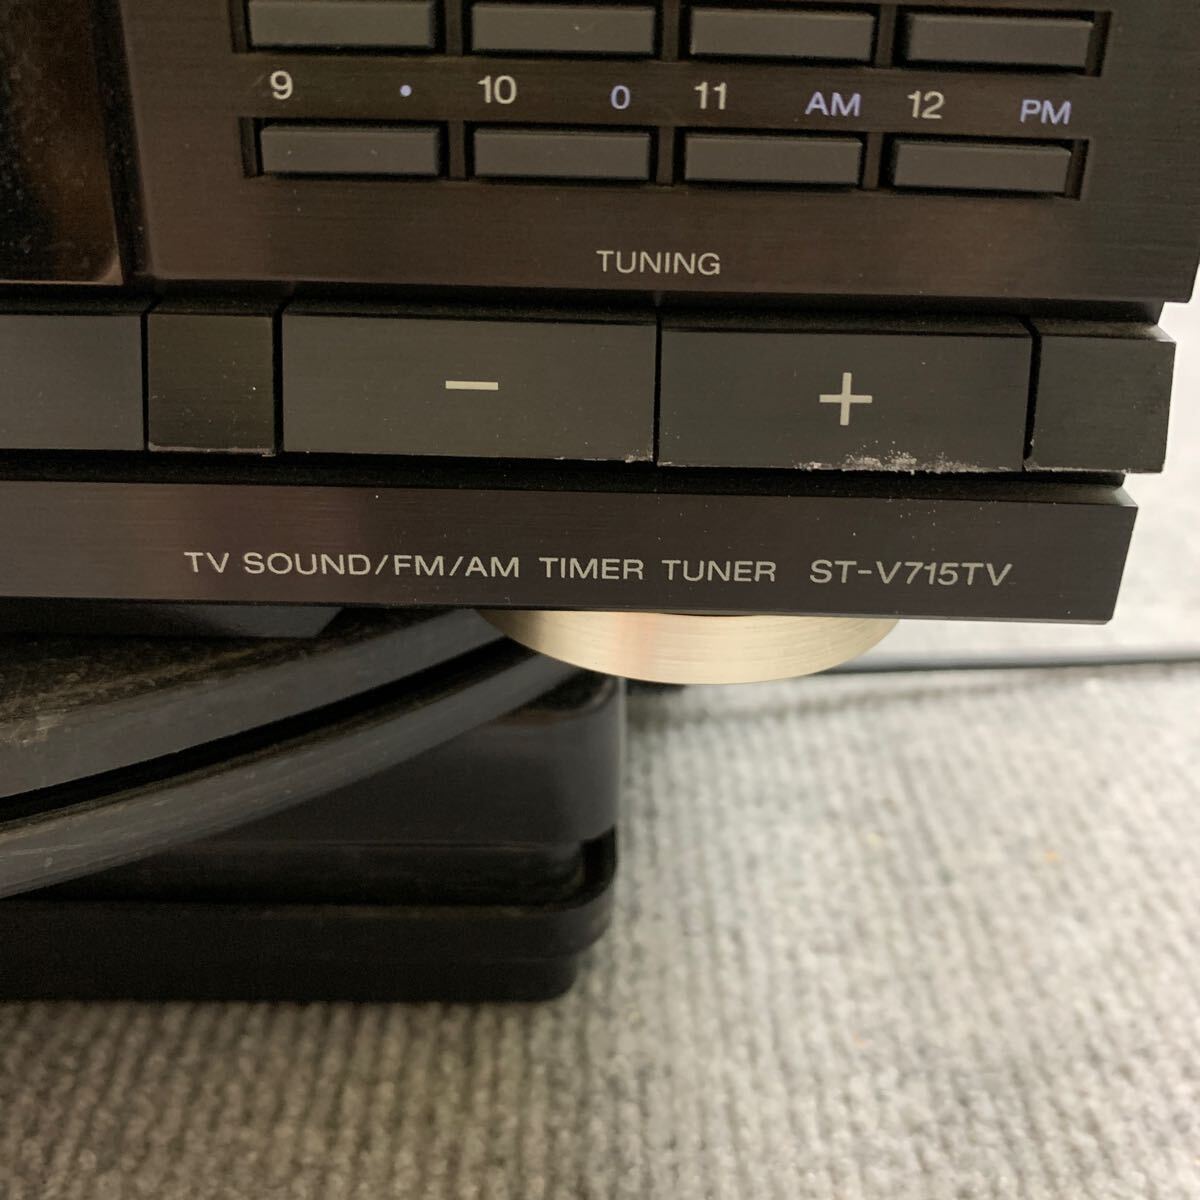 9 • 10 0 11 AM 12 PM
TUNING
− +
TV SOUND/FM/AM TIMER TUNER ST-V715TV